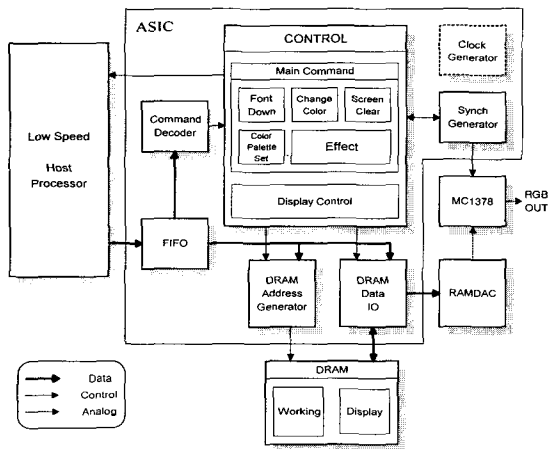 ASIC
CONTROL
Main Command
Font
Down
Change
Color
Screen
Clear
Color
Palette
Set
Effect
Display Control
Clock
Generator
Synch
Generator
Command
Decoder
Low Speed
Host
Processor
FIFO
DRAM
Address
Generator
DRAM
Data
IO
MC1378
RGB
OUT
RAMDAC
DRAM
Working
Display
Data
Control
Analog